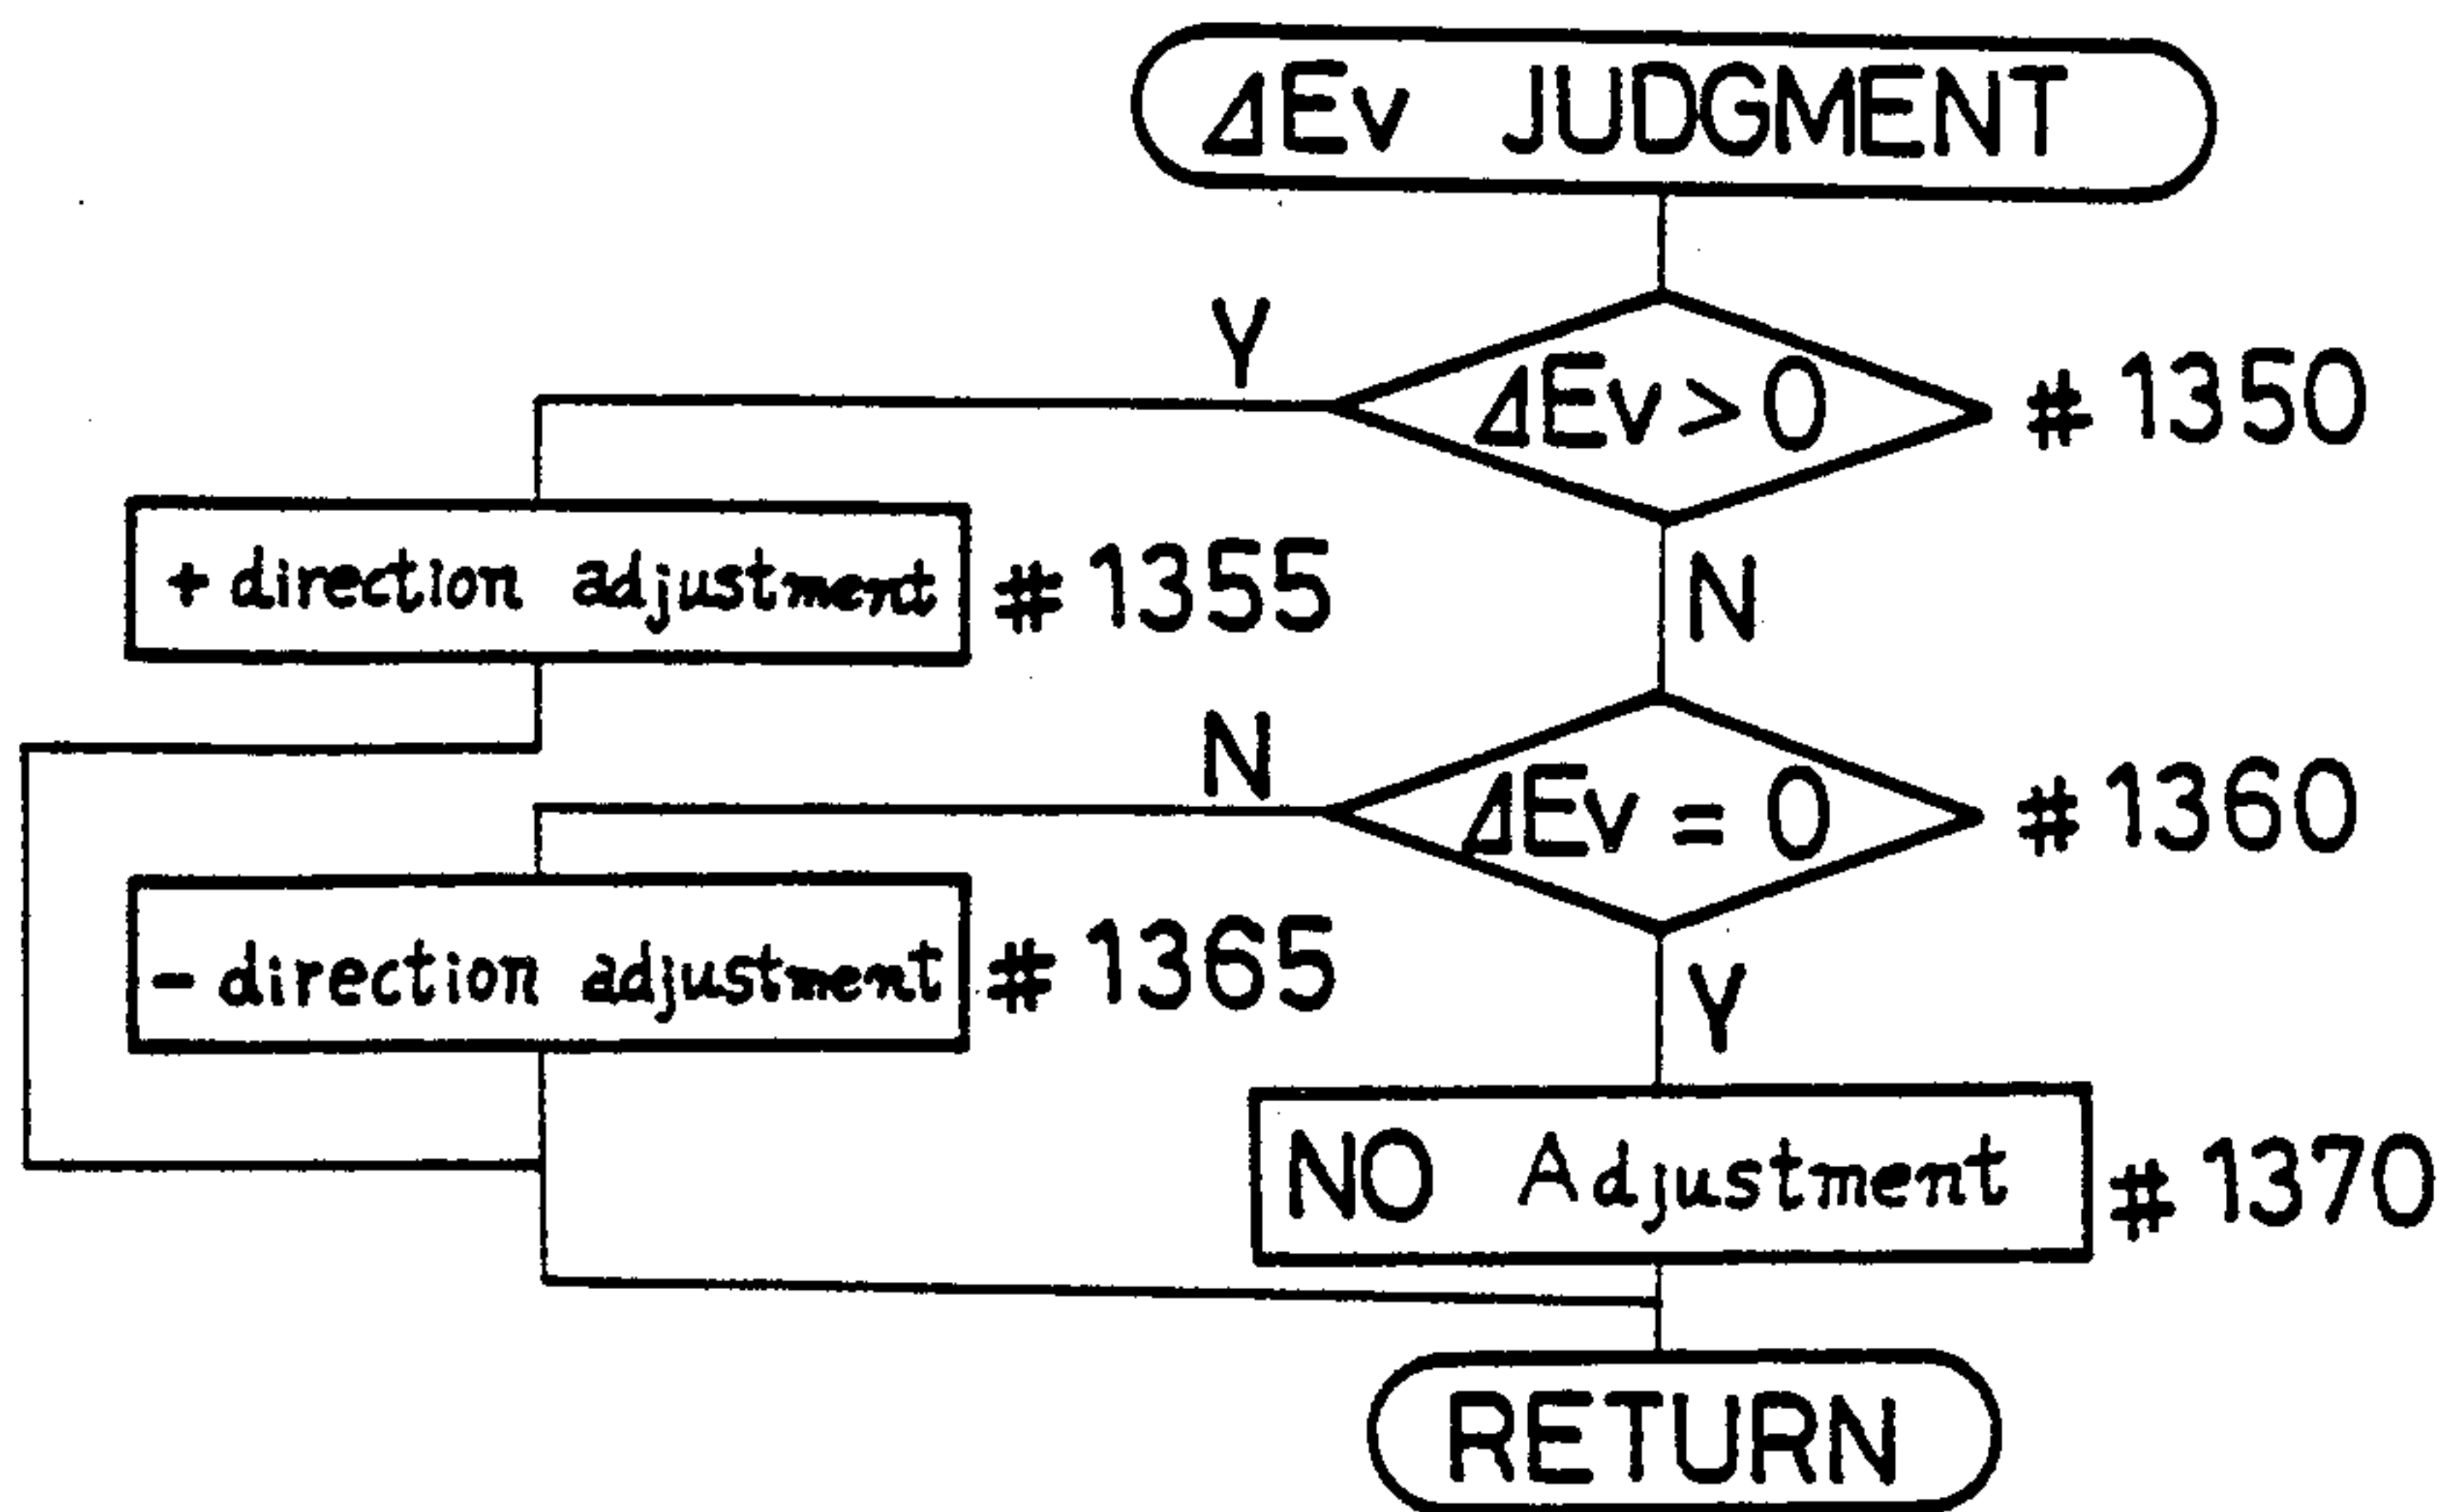 ΔEv JUDGMENT
Y
ΔEv>0 #1350
+ direction adjustment #1355
N
N
ΔEv=0 #1360
- direction adjustment #1365
Y
NO Adjustment #1370
RETURN